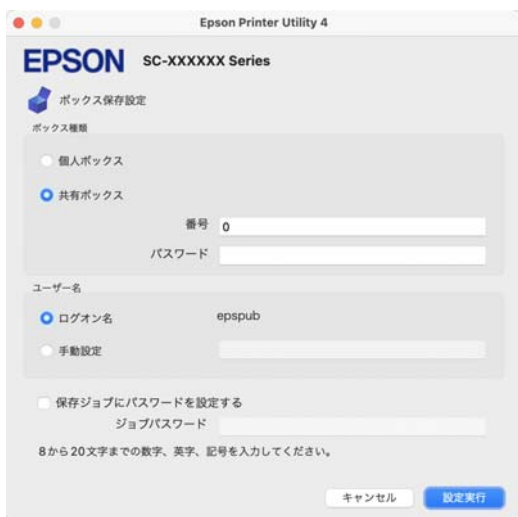 Epson Printer Utility 4
EPSON SC-XXXXXX Series
ボックス保存設定
ボックス種類
個人ボックス
共有ボックス
番号 0
パスワード
ユーザー名
ログオン名 epspub
手動設定
保存ジョブにパスワードを設定する
ジョブパスワード
8から20文字までの数字、英字、記号を入力してください。
キャンセル 設定実行